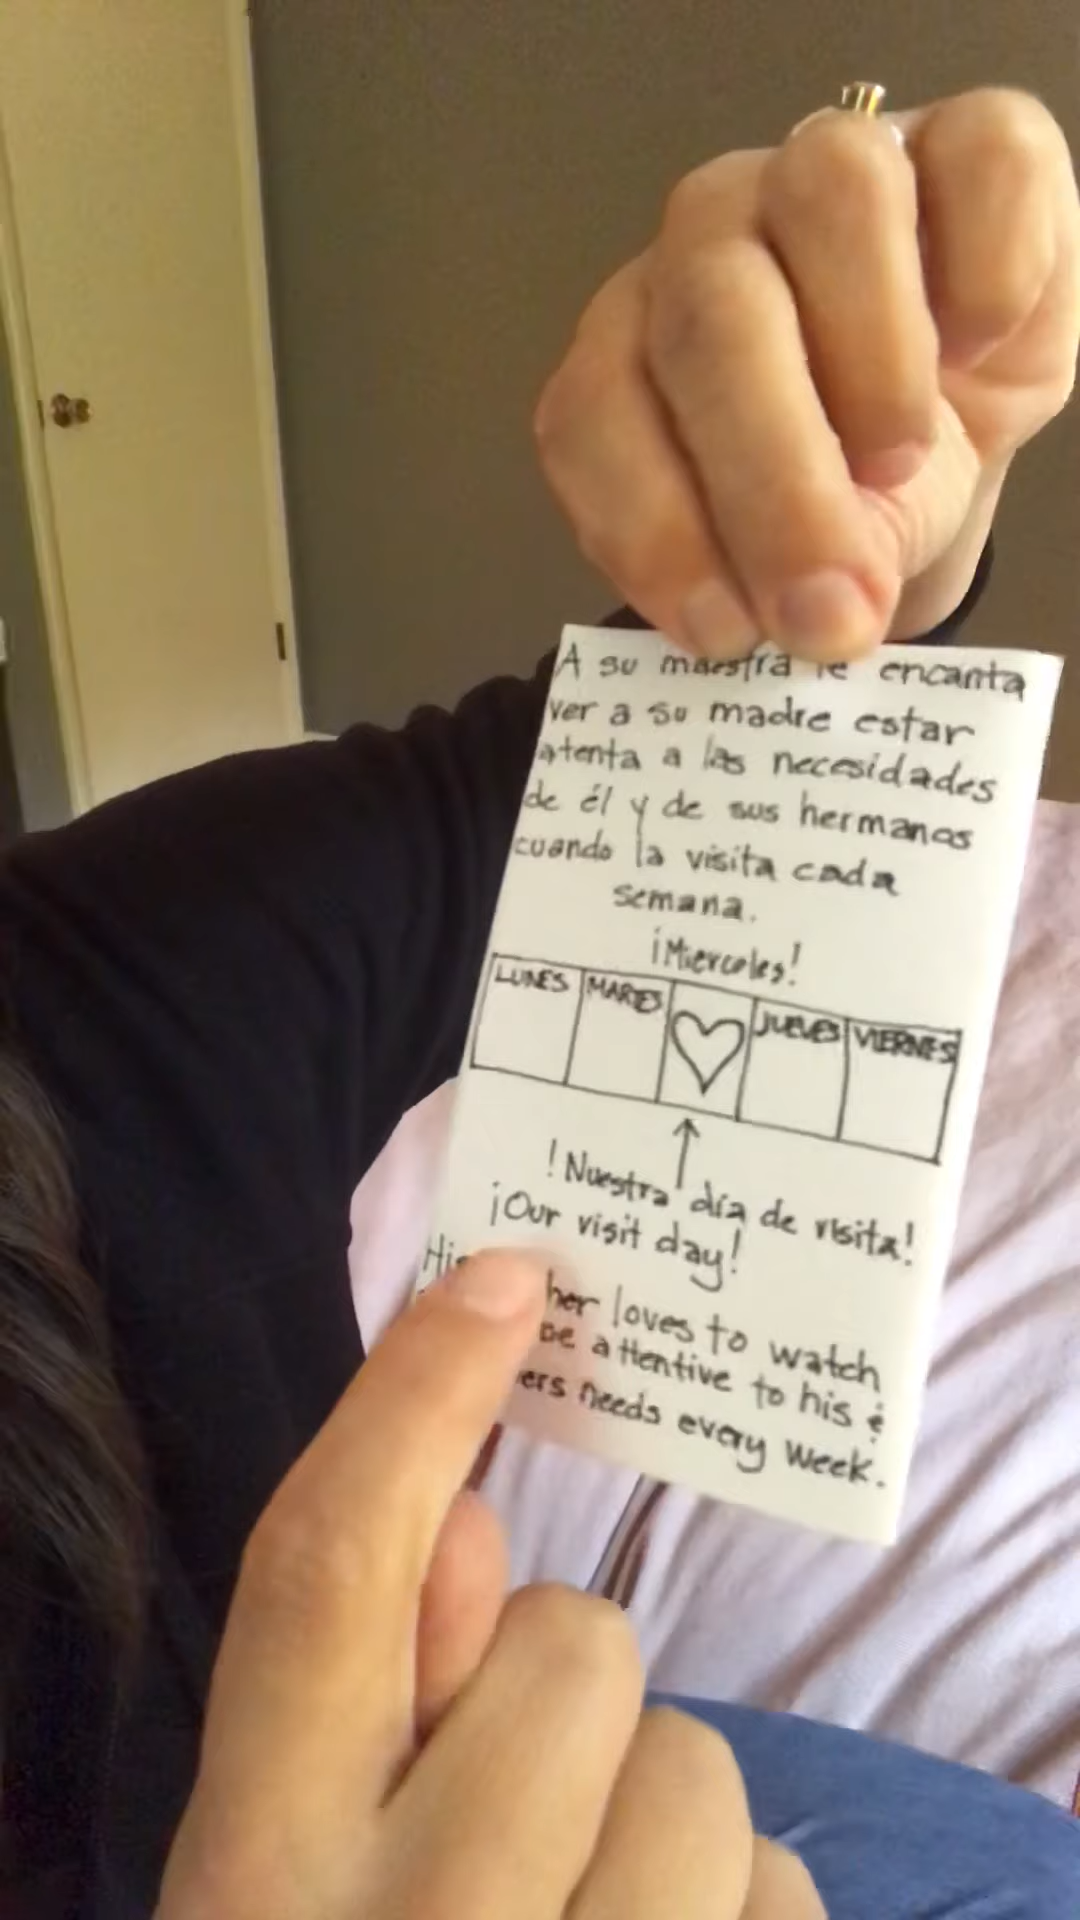 A su maestra le encanta
ver a su madre estar
atenta a las necesidades
de él y de sus hermanos
cuando la visita cada
semana.
¡Miercoles!
LUNES MARTES JUEVES VIERNES
! Nuestra día de visita!
¡Our visit day!
her loves to watch
be attentive to his &
ers needs every week.